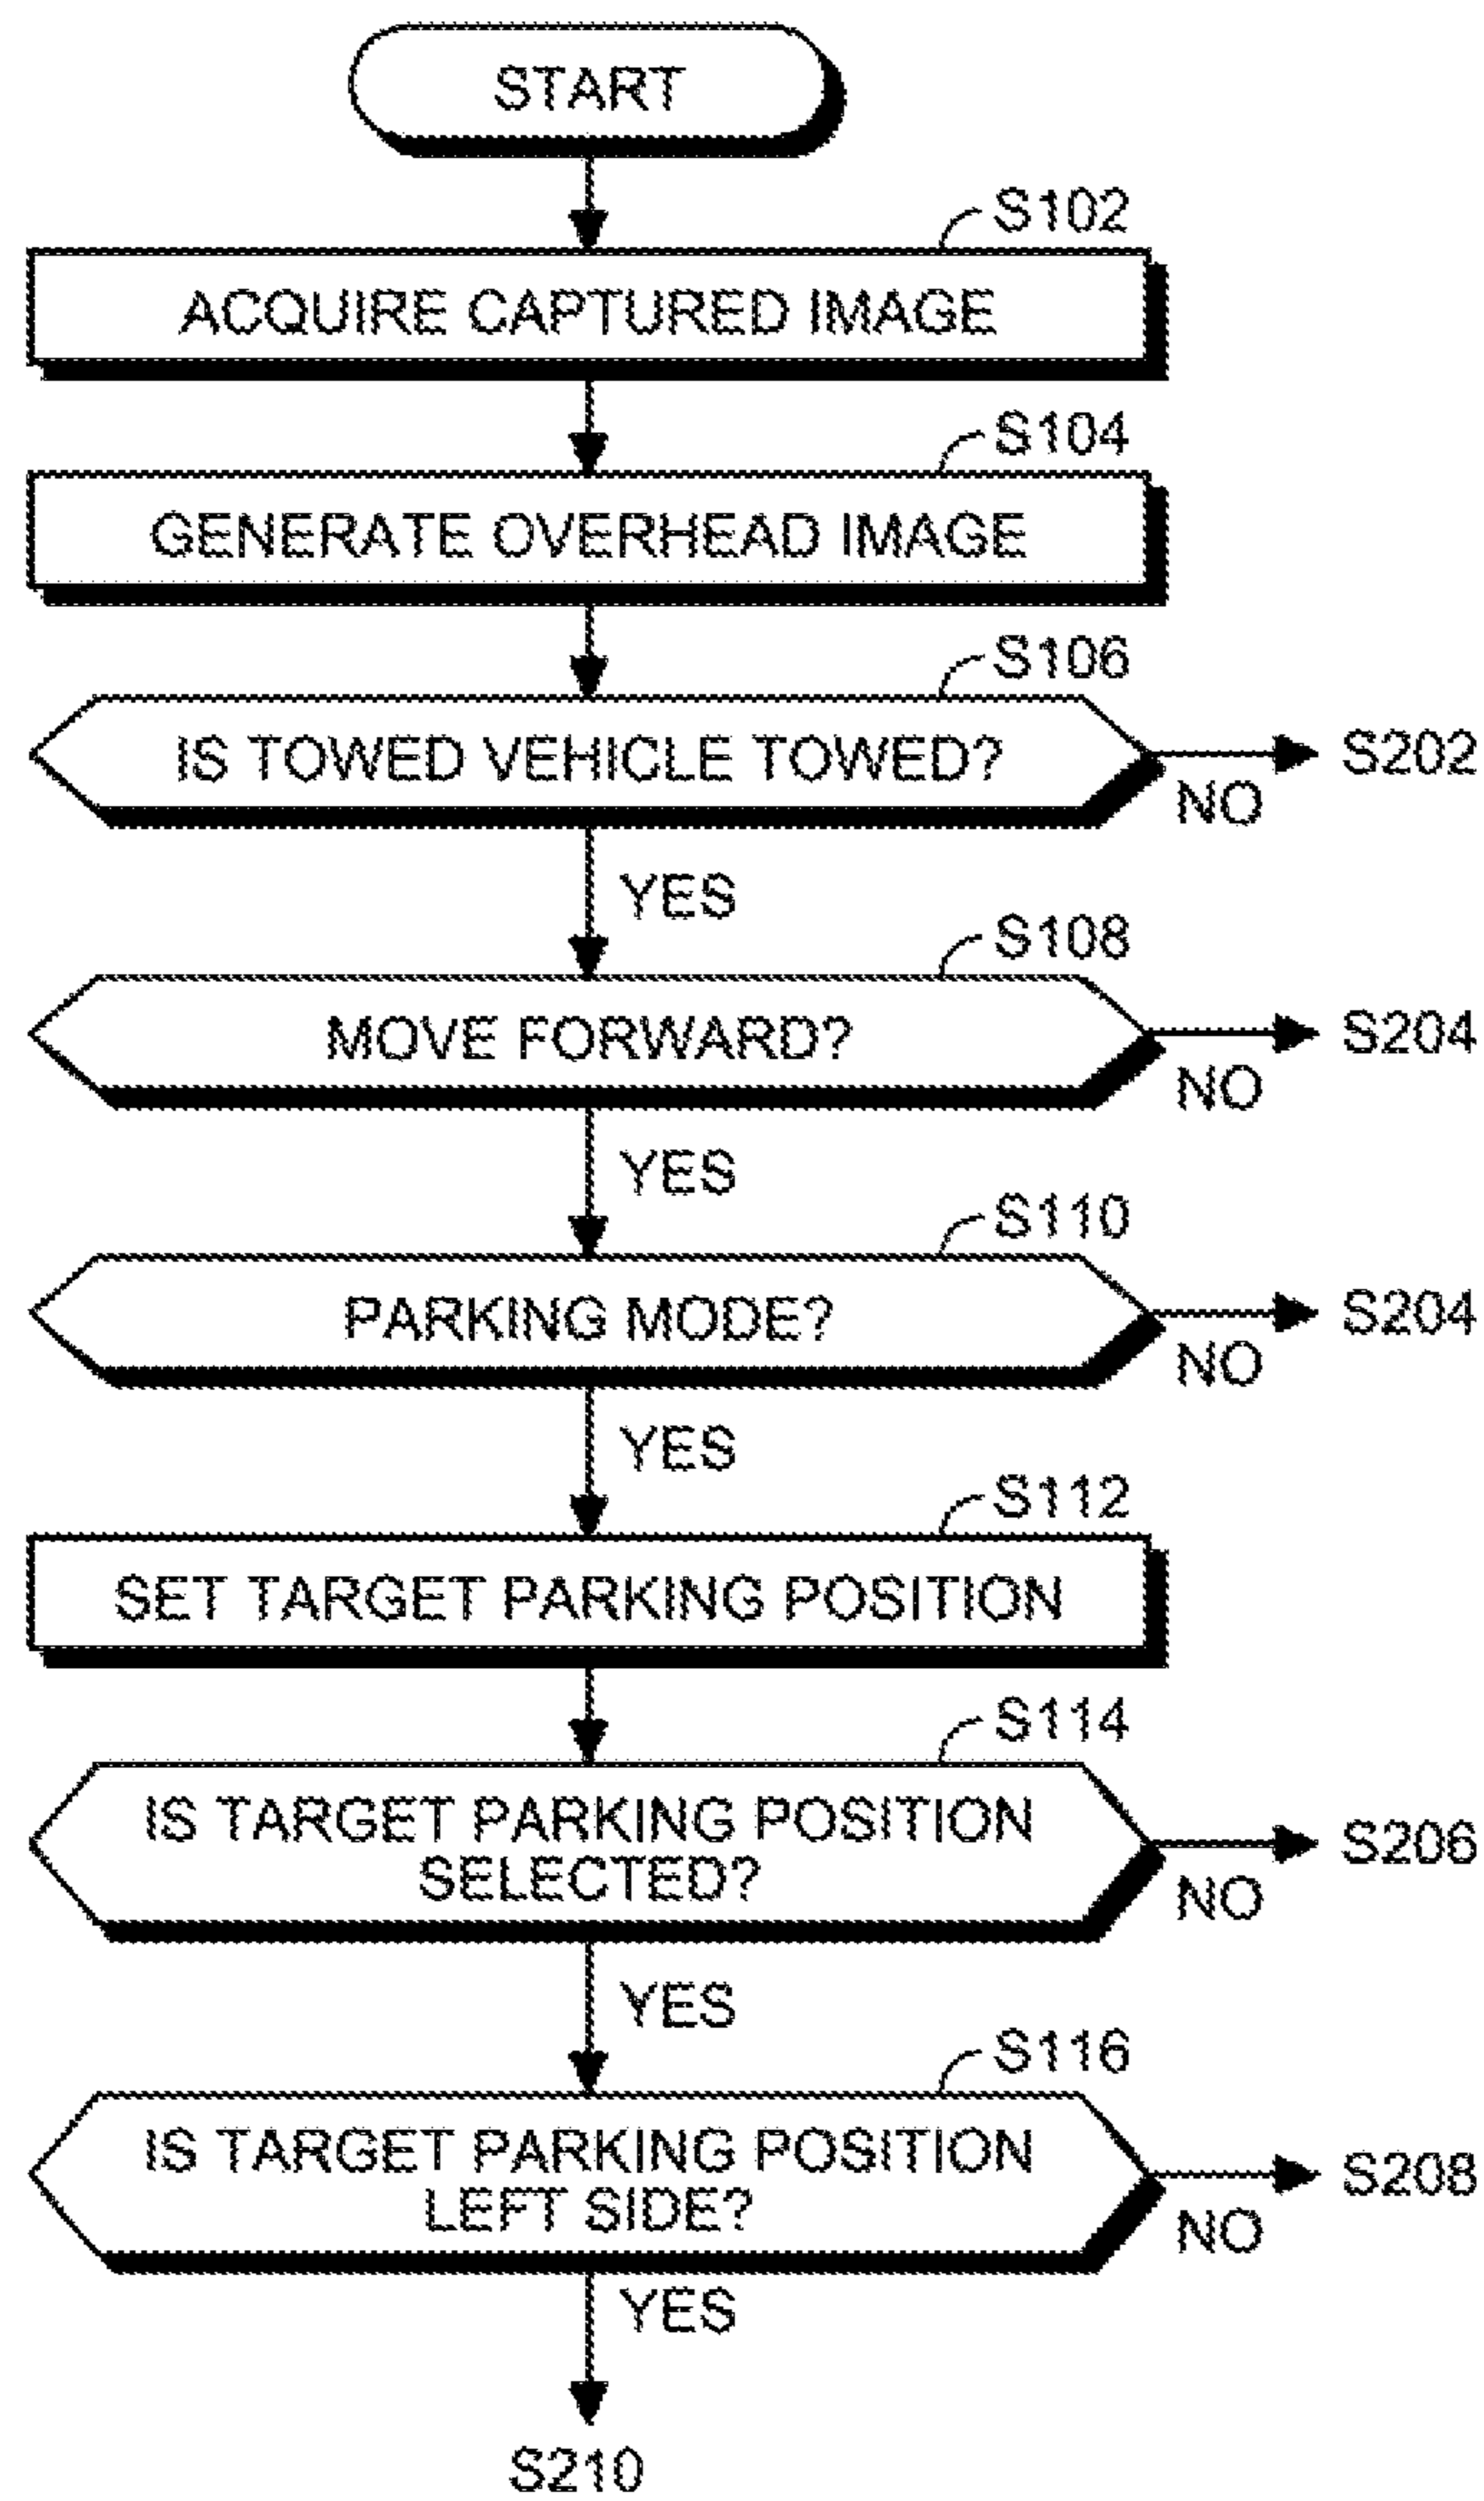 START
S102
ACQUIRE CAPTURED IMAGE
S104
GENERATE OVERHEAD IMAGE
S106
IS TOWED VEHICLE TOWED?
S202
NO
YES
S108
MOVE FORWARD?
S204
NO
YES
S110
PARKING MODE?
S204
NO
YES
S112
SET TARGET PARKING POSITION
S114
IS TARGET PARKING POSITION
SELECTED?
S206
NO
YES
S116
IS TARGET PARKING POSITION
LEFT SIDE?
S208
NO
YES
S210